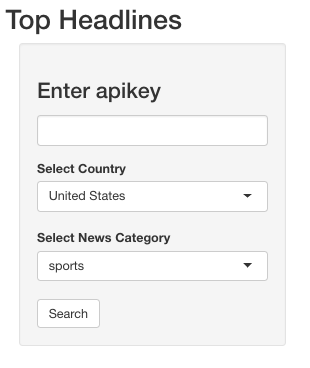 Top Headlines
Enter apikey
Select Country
United States
Select News Category
sports
Search